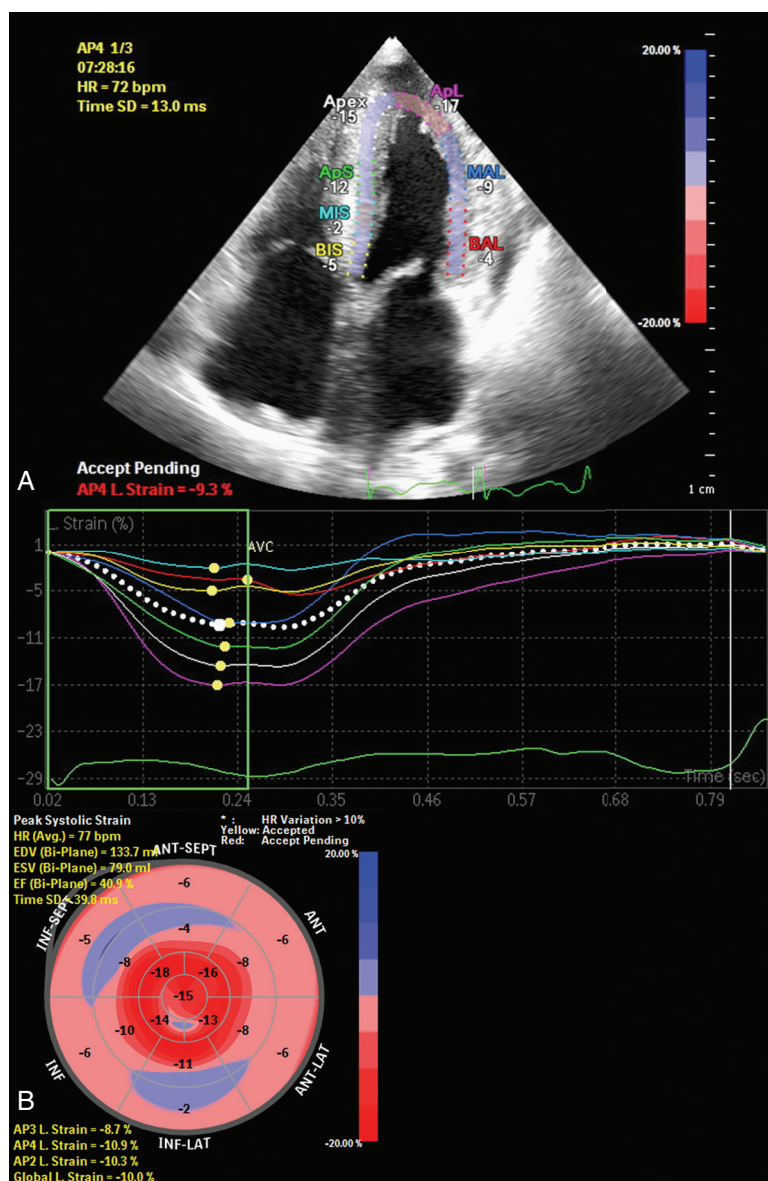 AP4 1/3
07:28:16
HR = 72 bpm
Time SD = 13.0 ms
20.00 %
Apex
-15
ApL
-17
ApS
-12
MAL
-9
MIS
-2
BIS
-5
BAL
-4
-20.00 %
A
Accept Pending
AP4 L. Strain = -9.3 %
1 cm
L. Strain (%)
AVC
1
-5
-11
-17
-23
-29
Time (sec)
0.02 0.13 0.24 0.35 0.46 0.57 0.68 0.79
Peak Systolic Strain
HR (Avg.) = 77 bpm
EDV (Bi-Plane) = 133.7 ml
ESV (Bi-Plane) = 79.0 ml
EF (Bi-Plane) = 40.9 %
Time SD = 39.8 ms
* : HR Variation > 10%
Yellow: Accepted
Red: Accept Pending
20.00 %
ANT-SEPT
INF-SEPT
ANT
-6
-4
-5
-6
-8
-8
-18
-16
-15
-14
-13
-10
-8
-11
-6
-6
-2
INF
ANT-LAT
INF-LAT
-20.00 %
B
AP3 L. Strain = -8.7 %
AP4 L. Strain = -10.9 %
AP2 L. Strain = -10.3 %
Global L. Strain = -10.0 %